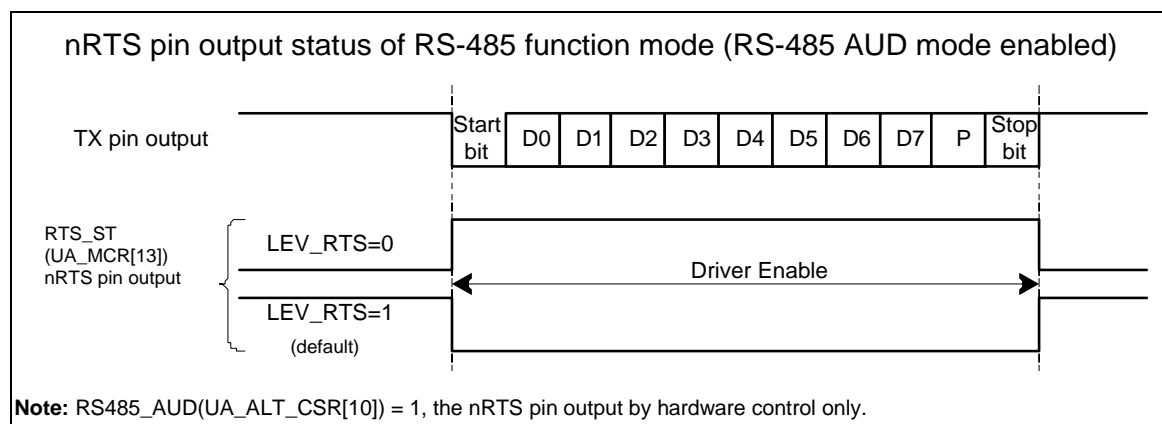 nRTS pin output status of RS-485 function mode (RS-485 AUD mode enabled)
TX pin output
Start bit D0 D1 D2 D3 D4 D5 D6 D7 P Stop bit
RTS_ST
(UA_MCR[13])
nRTS pin output
LEV_RTS=0
Driver Enable
LEV_RTS=1
(default)
Note: RS485_AUD(UA_ALT_CSR[10]) = 1, the nRTS pin output by hardware control only.